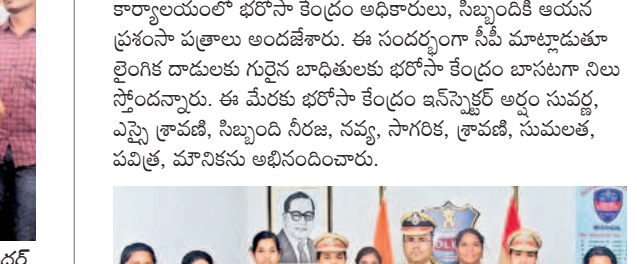 కార్యాలయంలో భరోసా కేంద్రం అధికారులు, సిబ్బందికి ఆయన
ప్రశంసా పత్రాలు అందజేశారు. ఈ సందర్భంగా సీపీ మాట్లాడుతూ
లైంగిక దాడులకు గురైన బాధితులకు భరోసా కేంద్రం బాసటగా నిలు
స్తోందన్నారు. ఈ మేరకు భరోసా కేంద్రం ఇన్‌స్పెక్టర్ అర్షం సువర్ణ,
ఎస్సై శ్రావణి, సిబ్బంది నీరజ, నవ్య, సాగరిక, శ్రావణి, సుమలత,
పవిత్ర, మౌనికను అభినందించారు.